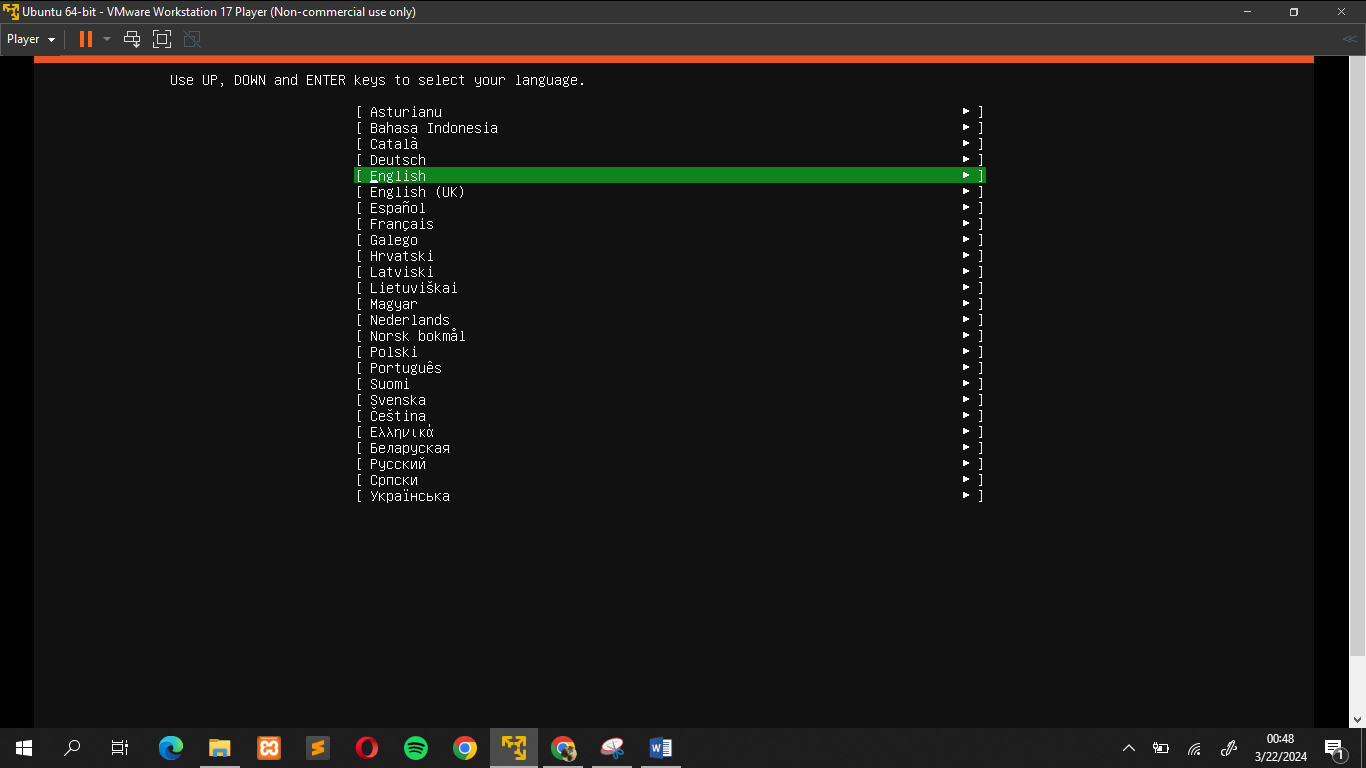 Ubuntu 64-bit - VMware Workstation 17 Player (Non-commercial use only)
Player
Use UP, DOWN and ENTER keys to select your language.
[ Asturianu ► ]
[ Bahasa Indonesia ► ]
[ Català ► ]
[ Deutsch ► ]
[ English ► ]
[ English (UK) ► ]
[ Español ► ]
[ Français ► ]
[ Galego ► ]
[ Hrvatski ► ]
[ Latviski ► ]
[ Lietuviškai ► ]
[ Magyar ► ]
[ Nederlands ► ]
[ Norsk bokmål ► ]
[ Polski ► ]
[ Português ► ]
[ Suomi ► ]
[ Svenska ► ]
[ Čeština ► ]
[ Ελληνικά ► ]
[ Беларуская ► ]
[ Русский ► ]
[ Српски ► ]
[ Українська ► ]
00:48
3/22/2024
1